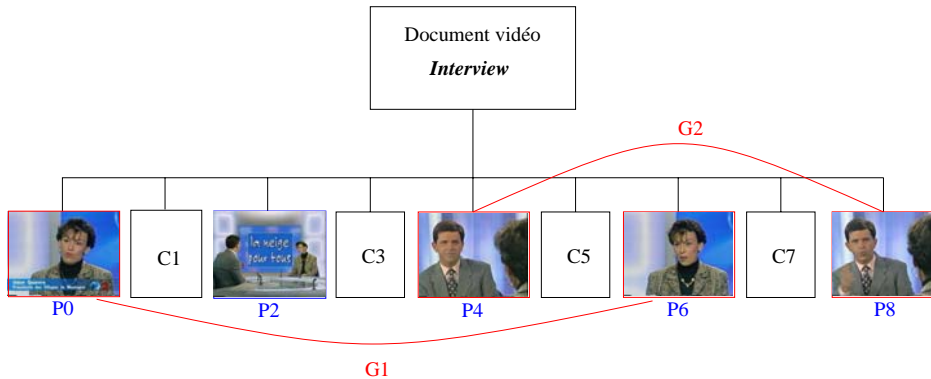 Document vidéo
Interview
G2
C1
la neige
pour tous
C3
C5
C7
P0
P2
P4
P6
P8
G1